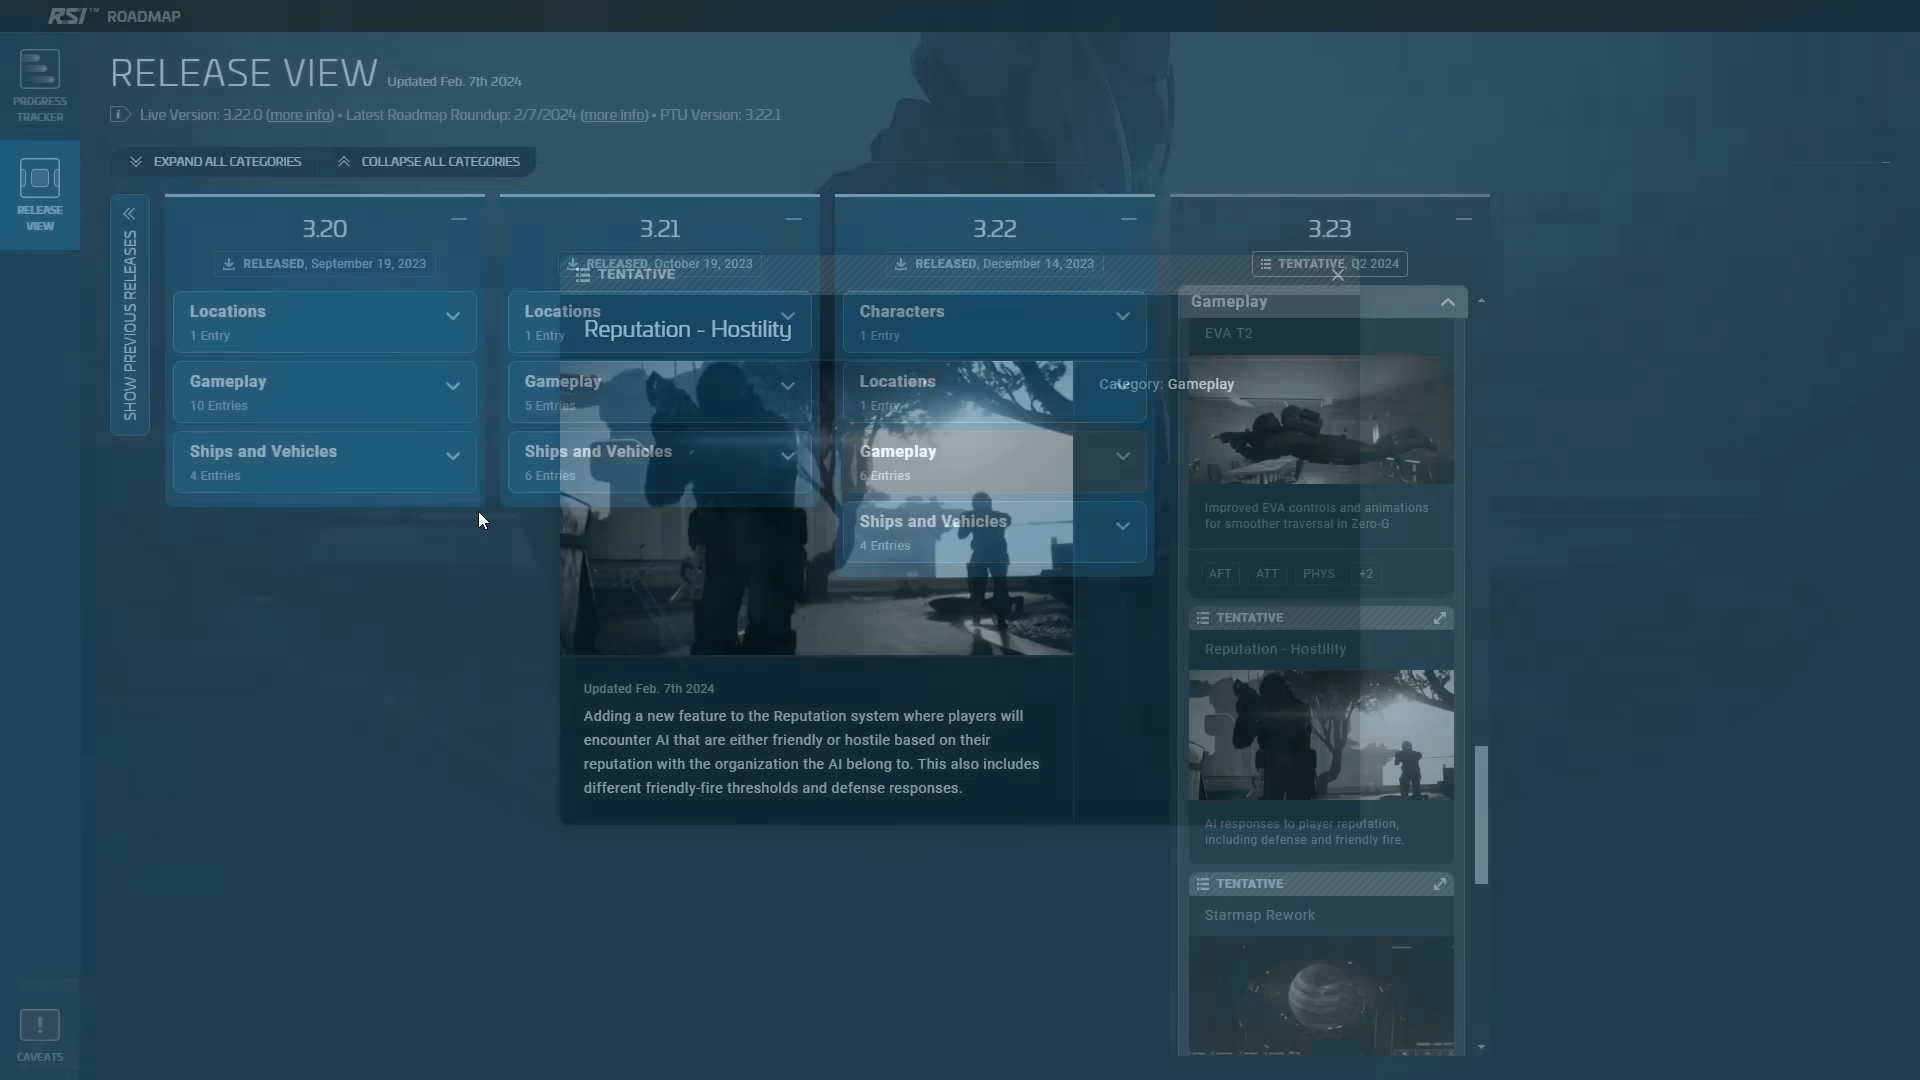 RSI™ ROADMAP
PROGRESS
TRACKER
RELEASE
VIEW
CAVEATS
RELEASE VIEW Updated Feb. 7th 2024
Live Version: 3.22.0 (more info) • Latest Roadmap Roundup: 2/7/2024 (more info) • PTU Version: 3.22.1
EXPAND ALL CATEGORIES COLLAPSE ALL CATEGORIES
SHOW PREVIOUS RELEASES
3.20
RELEASED, September 19, 2023
Locations
1 Entry
Gameplay
10 Entries
Ships and Vehicles
4 Entries
3.21
RELEASED, October 19, 2023
Locations
1 Entry
Gameplay
5 Entries
Ships and Vehicles
6 Entries
3.22
RELEASED, December 14, 2023
Characters
1 Entry
Locations
1 Entry
Gameplay
6 Entries
Ships and Vehicles
4 Entries
3.23
TENTATIVE, Q2 2024
Gameplay
EVA T2
Improved EVA controls and animations
for smoother traversal in Zero-G
AFT ATT PHYS +2
TENTATIVE
Reputation - Hostility
AI responses to player reputation,
including defense and friendly fire.
TENTATIVE
Starmap Rework
TENTATIVE
Reputation - Hostility
Category: Gameplay
Updated Feb. 7th 2024
Adding a new feature to the Reputation system where players will
encounter AI that are either friendly or hostile based on their
reputation with the organization the AI belong to. This also includes
different friendly-fire thresholds and defense responses.